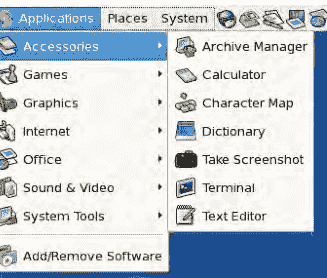 Applications Places System
Accessories
Games
Graphics
Internet
Office
Sound & Video
System Tools
Add/Remove Software
Archive Manager
Calculator
Character Map
Dictionary
Take Screenshot
Terminal
Text Editor